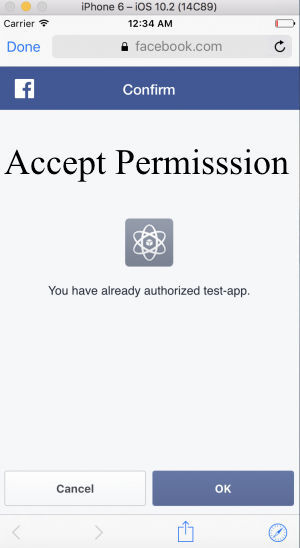 iPhone 6 – iOS 10.2 (14C89)
Carrier 12:34 AM
Done facebook.com
f Confirm
Accept Permisssion
You have already authorized test-app.
Cancel OK